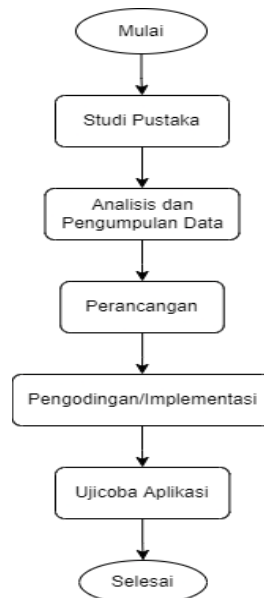 Mulai
Studi Pustaka
Analisis dan
Pengumpulan Data
Perancangan
Pengodingan/Implementasi
Ujicoba Aplikasi
Selesai